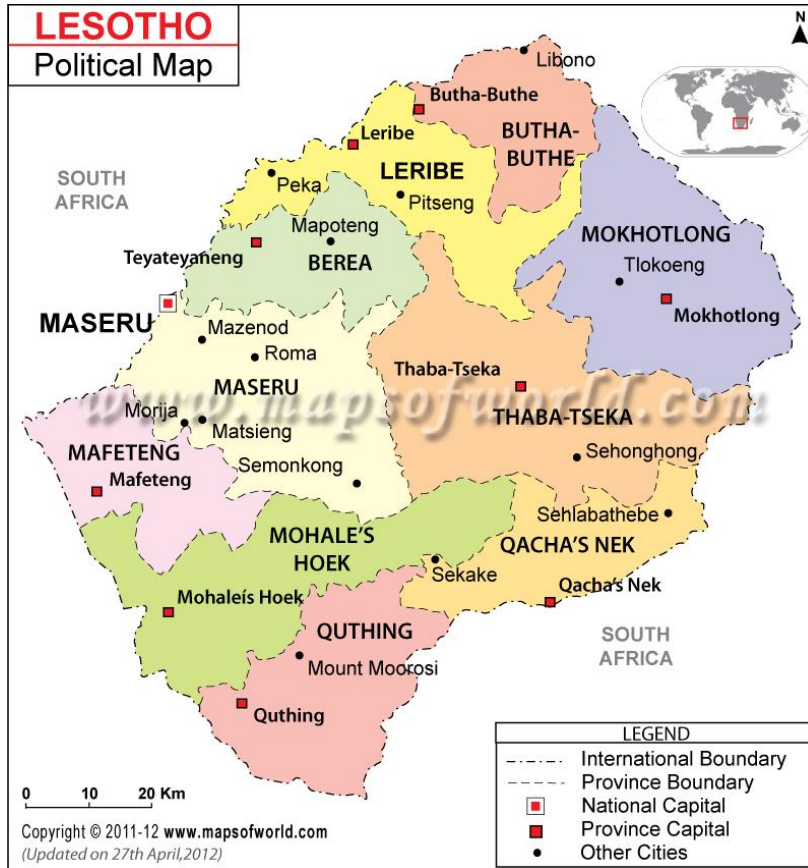 LESOTHO
Political Map
N
Libono
Butha-Buthe
BUTHA-
BUTHE
Leribe
LERIBE
Peka
Pitseng
SOUTH
AFRICA
Mapoteng
Teyateyaneng
BEREA
MOKHOTLONG
Tlokoeng
Mokhotlong
MASERU
Mazenod
Roma
Thaba-Tseka
MASERU
www.mapsofworld.com
Morija
Matsieng
THABA-TSEKA
MAFETENG
Mafeteng
Semonkong
Sehonghong
Sehlabathebe
MOHALE'S
HOEK
QACHA'S NEK
Sekake
Qacha's Nek
Mohaleís Hoek
QUTHING
SOUTH
AFRICA
Mount Moorosi
Quthing
LEGEND
International Boundary
Province Boundary
National Capital
Province Capital
Other Cities
0 10 20 Km
Copyright © 2011-12 www.mapsofworld.com
(Updated on 27th April,2012)